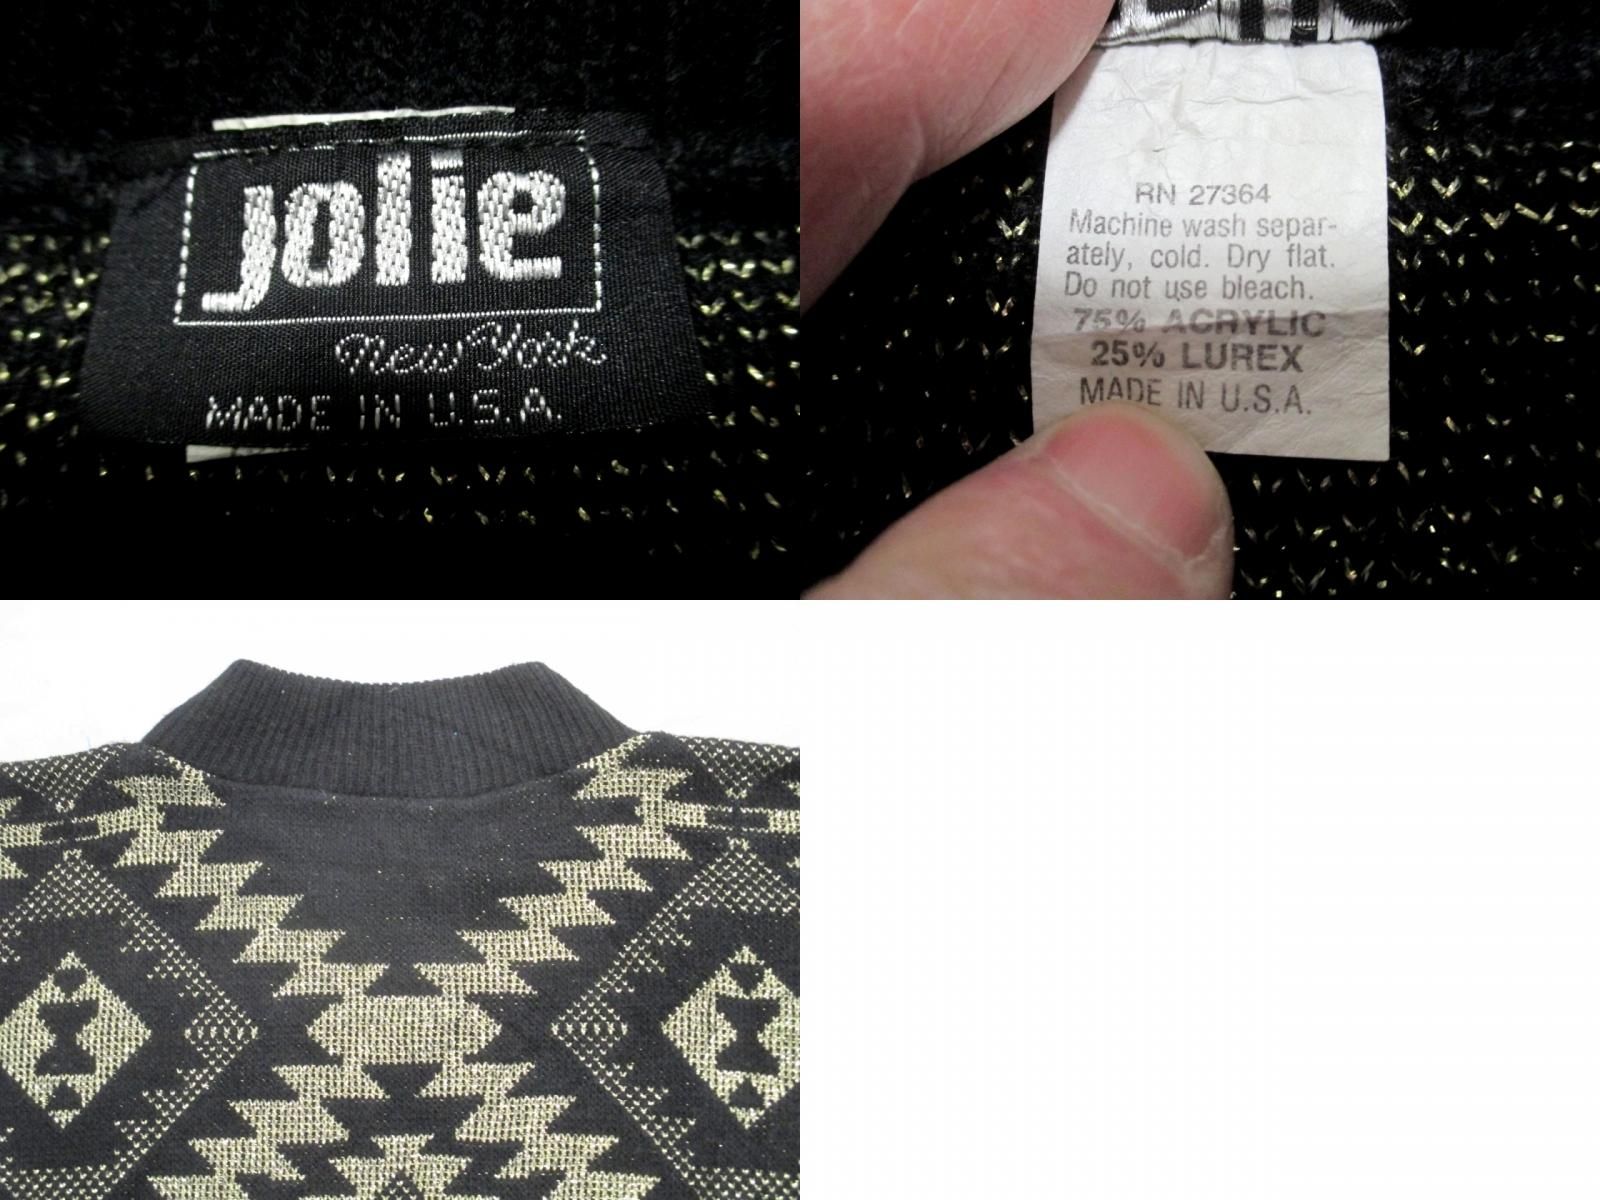 jolie
New York
MADE IN U.S.A.
RN 27364
Machine wash separ-
ately, cold. Dry flat.
Do not use bleach.
75% ACRYLIC
25% LUREX
MADE IN U.S.A.